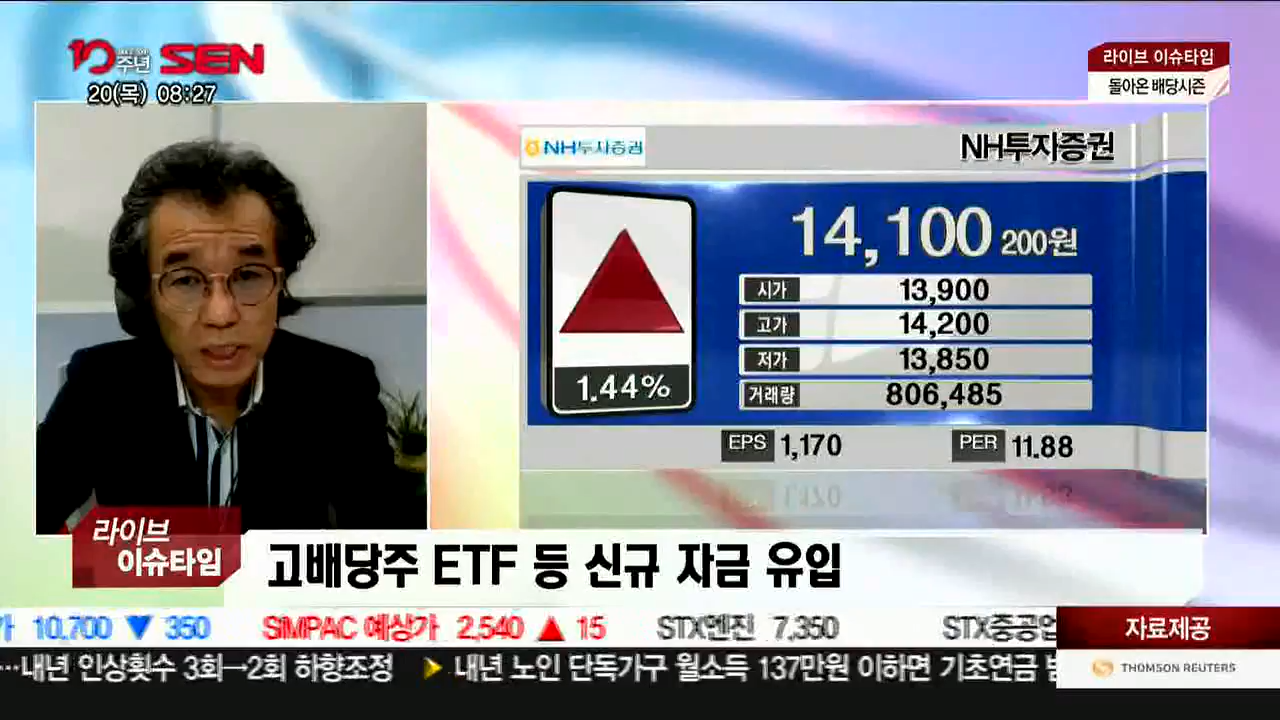 10주년 SEN
20(목) 08:27
라이브 이슈타임
돌아온 배당시즌
NH투자증권
NH투자증권
14,100 200원
1.44%
시가 13,900
고가 14,200
저가 13,850
거래량 806,485
EPS 1,170 PER 11.88
라이브
이슈타임
고배당주 ETF 등 신규 자금 유입
10,700 ▼ 350 SIMPAC 예상가 2,540 ▲ 15 STX엔진 7,350 STX중공업
자료제공
…내년 인상횟수 3회→2회 하향조정 내년 노인 단독가구 월소득 137만원 이하면 기초연금
THOMSON REUTERS